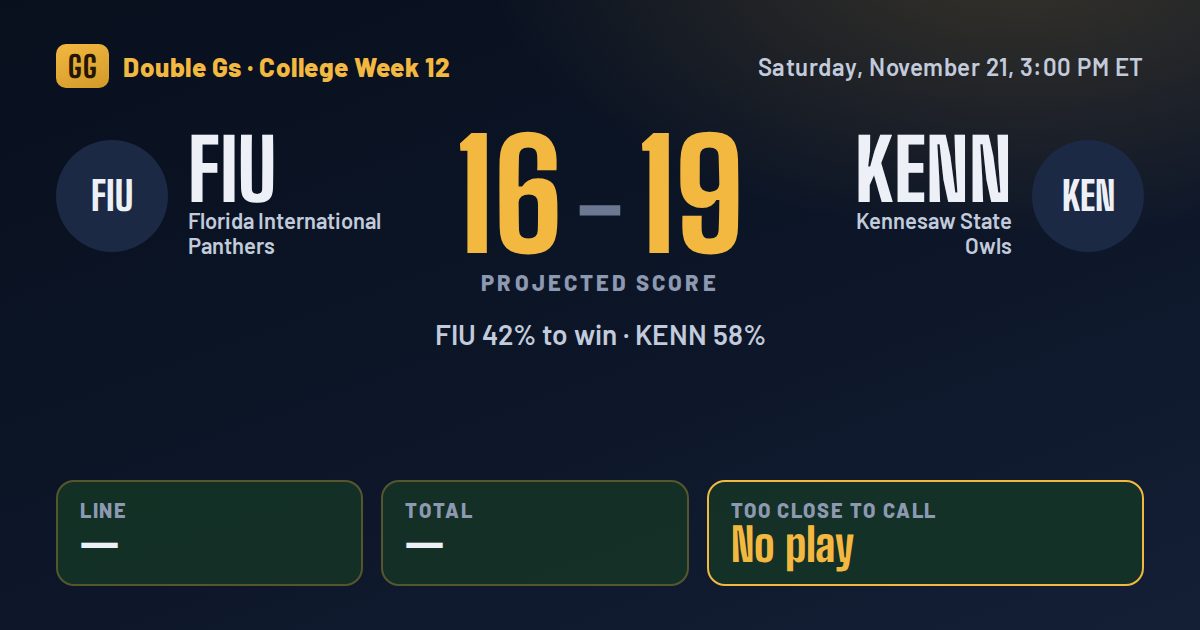 GG
Double Gs · College Week 12
Saturday, November 21, 3:00 PM ET
FIU
FIU
Florida International
Panthers
16 – 19
PROJECTED SCORE
FIU 42% to win · KENN 58%
KENN
Kennesaw State
Owls
KEN
LINE
—
TOTAL
—
TOO CLOSE TO CALL
No play